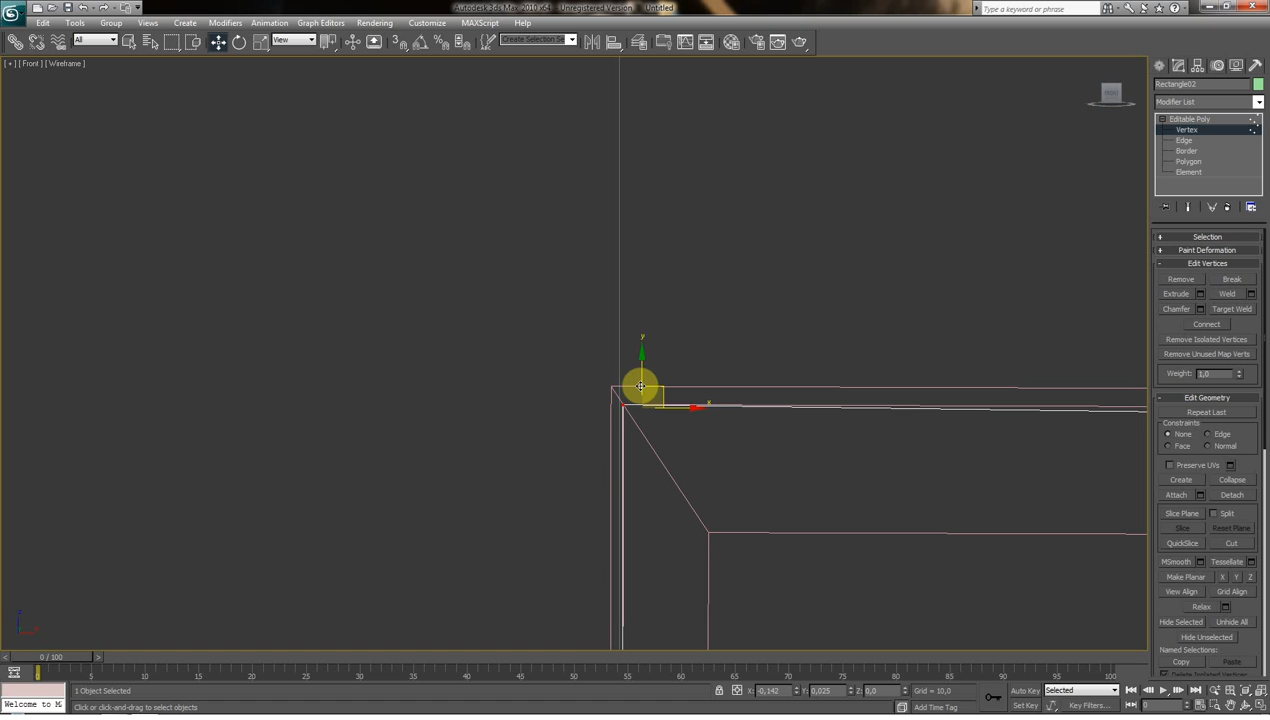 Autodesk 3ds Max 2010 x64 - Unregistered Version - Untitled
Type a keyword or phrase
Edit Tools Group Views Create Modifiers Animation Graph Editors Rendering Customize MAXScript Help
All
View
Create Selection Se
[ + ] [ Front ] [ Wireframe ]
FRONT
Rectangle02
Modifier List
Editable Poly
Vertex
Edge
Border
Polygon
Element
+ Selection
+ Paint Deformation
- Edit Vertices
Remove Break
Extrude Weld
Chamfer Target Weld
Connect
Remove Isolated Vertices
Remove Unused Map Verts
Weight: 1,0
- Edit Geometry
Repeat Last
Constraints
None Edge
Face Normal
Preserve UVs
Create Collapse
Attach Detach
Slice Plane Split
Slice Reset Plane
QuickSlice Cut
MSmooth Tessellate
Make Planar X Y Z
View Align Grid Align
Relax
Hide Selected Unhide All
Hide Unselected
Named Selections:
Copy Paste
Delete Isolated Vertices
y
x
z
x
< 0 / 100 >
0 5 10 15 20 25 30 35 40 45 50 55 60 65 70 75 80 85 90 95 100
1 Object Selected
X: -0,142 Y: 0,025 Z: 0,0
Grid = 10,0
Auto Key Selected
Welcome to M
Click or click-and-drag to select objects
Add Time Tag
Set Key Key Filters...
0